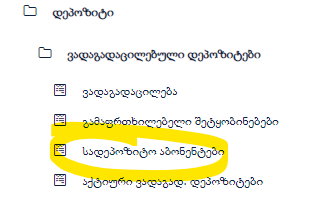 დეპოზიტი
ვადაგადაცილებული დეპოზიტები
ვადაგადაცილება
გამაფრთხილებელი შეტყობინებები
სადეპოზიტო აბონენტები
აქტიური ვადაგად. დეპოზიტები